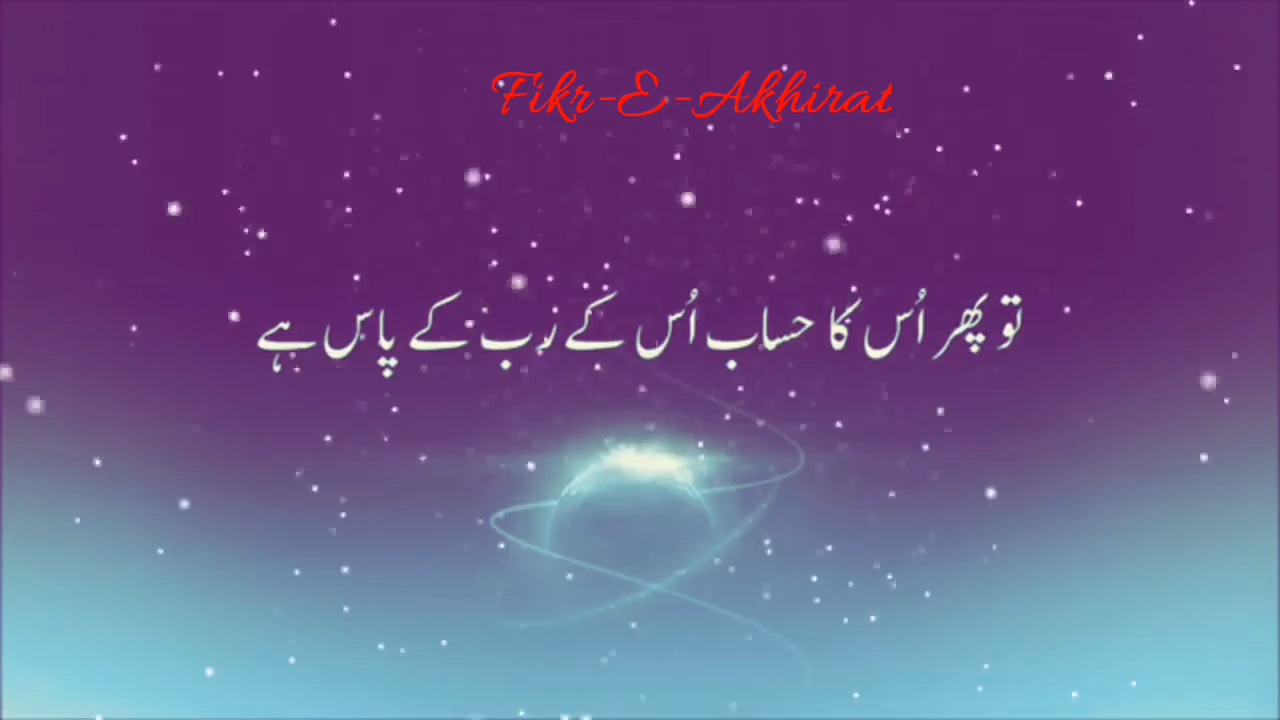 Fikr-E-Akhirat
تو پھر اُس کا حساب اُس کے رب کے پاس ہے